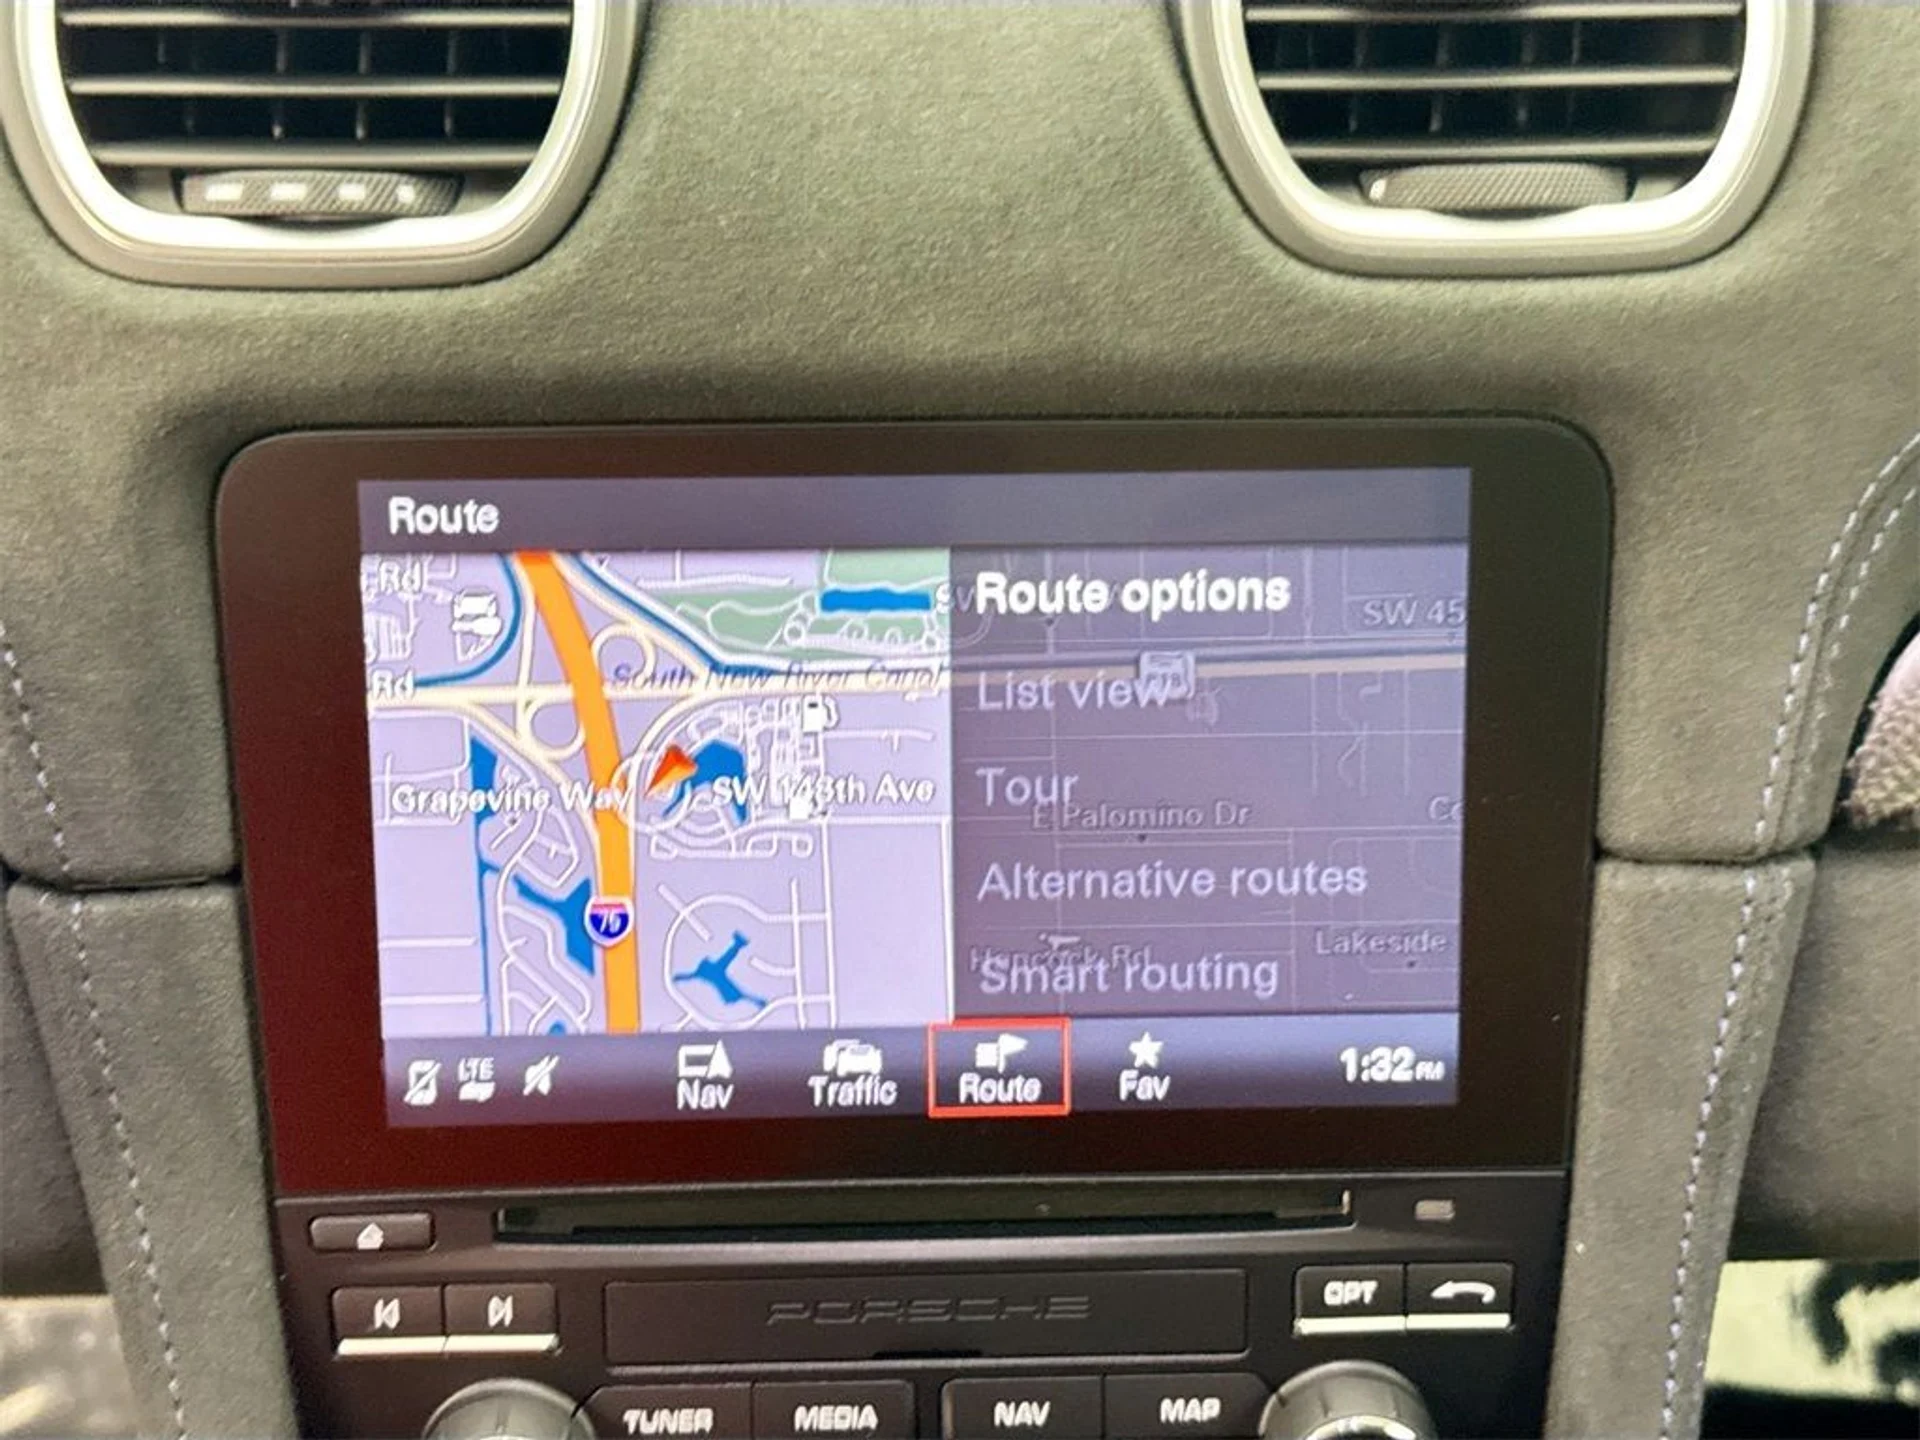 Route
Rd
Route options
SW 45
South New River Canal
Rd
List view
Tour
Grapevine Way
SW 148th Ave
E Palomino Dr
Alternative routes
75
Lakeside
Hancock Rd
Smart routing
LTE
Nav
Traffic
Route
Fav
1:32 PM
PORSCHE
OPT
TUNER
MEDIA
NAV
MAP